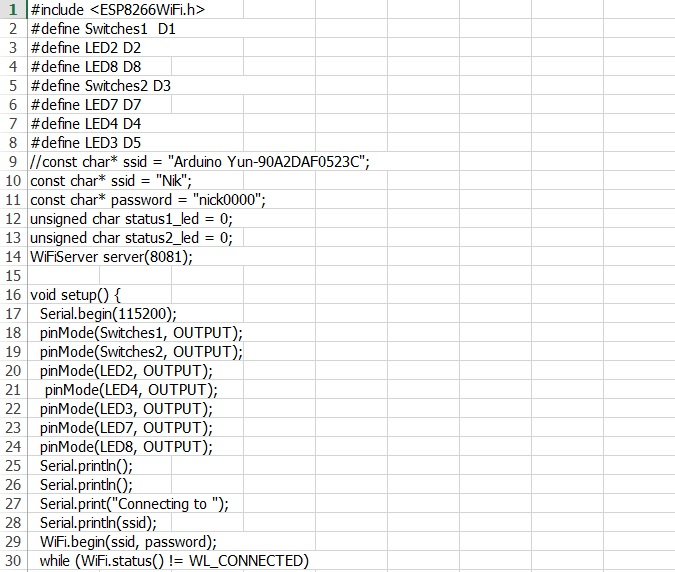 1 #include <ESP8266WiFi.h>
2 #define Switches1  D1
3 #define LED2 D2
4 #define LED8 D8
5 #define Switches2 D3
6 #define LED7 D7
7 #define LED4 D4
8 #define LED3 D5
9 //const char* ssid = "Arduino Yun-90A2DAF0523C";
10 const char* ssid = "Nik";
11 const char* password = "nick0000";
12 unsigned char status1_led = 0;
13 unsigned char status2_led = 0;
14 WiFiServer server(8081);
15
16 void setup() {
17   Serial.begin(115200);
18   pinMode(Switches1, OUTPUT);
19   pinMode(Switches2, OUTPUT);
20   pinMode(LED2, OUTPUT);
21    pinMode(LED4, OUTPUT);
22   pinMode(LED3, OUTPUT);
23   pinMode(LED7, OUTPUT);
24   pinMode(LED8, OUTPUT);
25   Serial.println();
26   Serial.println();
27   Serial.print("Connecting to ");
28   Serial.println(ssid);
29   WiFi.begin(ssid, password);
30   while (WiFi.status() != WL_CONNECTED)